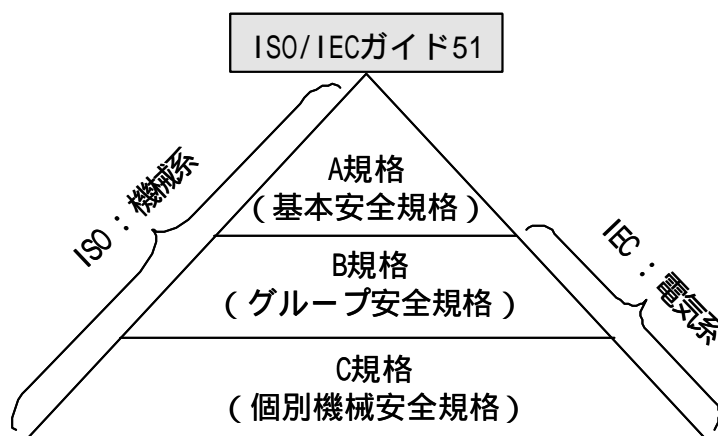 ISO/IECガイド51
ISO：機械系
A規格
（基本安全規格）
IEC：電気系
B規格
（グループ安全規格）
C規格
（個別機械安全規格）